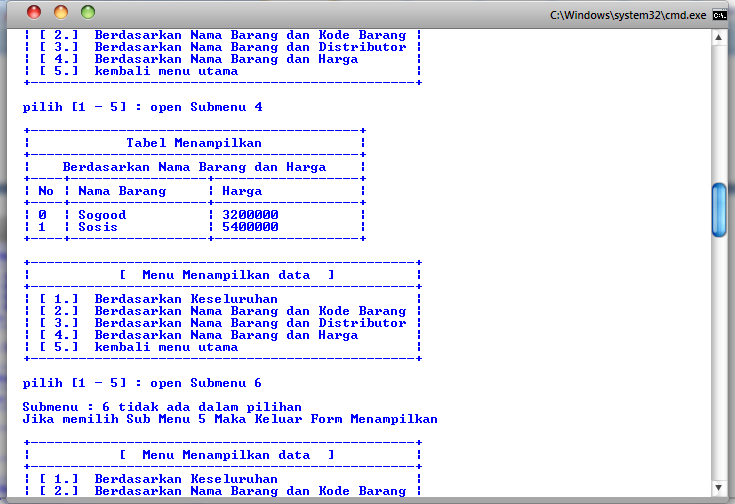 C:\Windows\system32\cmd.exe
¦ [ 2.]  Berdasarkan Nama Barang dan Kode Barang ¦
¦ [ 3.]  Berdasarkan Nama Barang dan Distributor ¦
¦ [ 4.]  Berdasarkan Nama Barang dan Harga       ¦
¦ [ 5.]  kembali menu utama                      ¦
+------------------------------------------------+
pilih [1 - 5] : open Submenu 4
+-----------------------------------------+
¦            Tabel Menampilkan            ¦
+-----------------------------------------+
¦    Berdasarkan Nama Barang dan Harga    ¦
+----+-----------------+------------------+
¦ No ¦ Nama Barang     ¦ Harga            ¦
+----+-----------------+------------------+
¦ 0  ¦ Sogood          ¦ 3200000          ¦
¦ 1  ¦ Sosis           ¦ 5400000          ¦
+----+-----------------+------------------+
+------------------------------------------------+
¦           [  Menu Menampilkan data  ]          ¦
+------------------------------------------------+
¦ [ 1.]  Berdasarkan Keseluruhan                 ¦
¦ [ 2.]  Berdasarkan Nama Barang dan Kode Barang ¦
¦ [ 3.]  Berdasarkan Nama Barang dan Distributor ¦
¦ [ 4.]  Berdasarkan Nama Barang dan Harga       ¦
¦ [ 5.]  kembali menu utama                      ¦
+------------------------------------------------+
pilih [1 - 5] : open Submenu 6
Submenu : 6 tidak ada dalam pilihan
Jika memilih Sub Menu 5 Maka Keluar Form Menampilkan
+------------------------------------------------+
¦           [  Menu Menampilkan data  ]          ¦
+------------------------------------------------+
¦ [ 1.]  Berdasarkan Keseluruhan                 ¦
¦ [ 2.]  Berdasarkan Nama Barang dan Kode Barang ¦